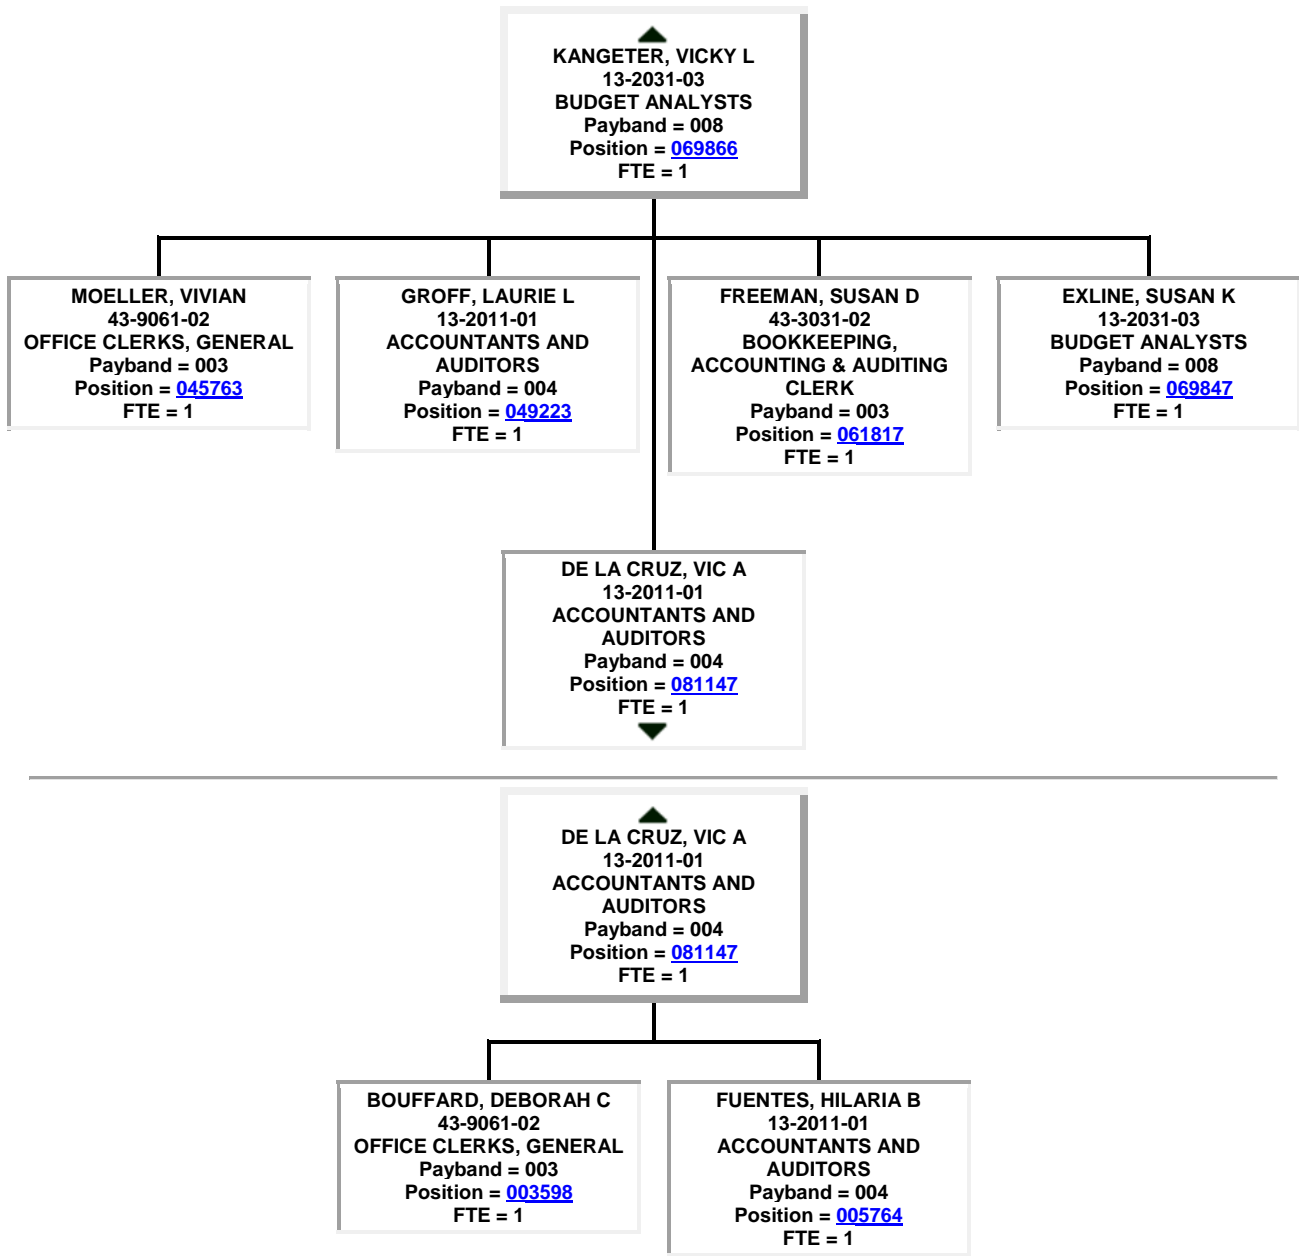 KANGETER, VICKY L
13-2031-03
BUDGET ANALYSTS
Payband = 008
Position = 069866
FTE = 1
MOELLER, VIVIAN
43-9061-02
OFFICE CLERKS, GENERAL
Payband = 003
Position = 045763
FTE = 1
GROFF, LAURIE L
13-2011-01
ACCOUNTANTS AND
AUDITORS
Payband = 004
Position = 049223
FTE = 1
FREEMAN, SUSAN D
43-3031-02
BOOKKEEPING,
ACCOUNTING & AUDITING
CLERK
Payband = 003
Position = 061817
FTE = 1
EXLINE, SUSAN K
13-2031-03
BUDGET ANALYSTS
Payband = 008
Position = 069847
FTE = 1
DE LA CRUZ, VIC A
13-2011-01
ACCOUNTANTS AND
AUDITORS
Payband = 004
Position = 081147
FTE = 1
DE LA CRUZ, VIC A
13-2011-01
ACCOUNTANTS AND
AUDITORS
Payband = 004
Position = 081147
FTE = 1
BOUFFARD, DEBORAH C
43-9061-02
OFFICE CLERKS, GENERAL
Payband = 003
Position = 003598
FTE = 1
FUENTES, HILARIA B
13-2011-01
ACCOUNTANTS AND
AUDITORS
Payband = 004
Position = 005764
FTE = 1